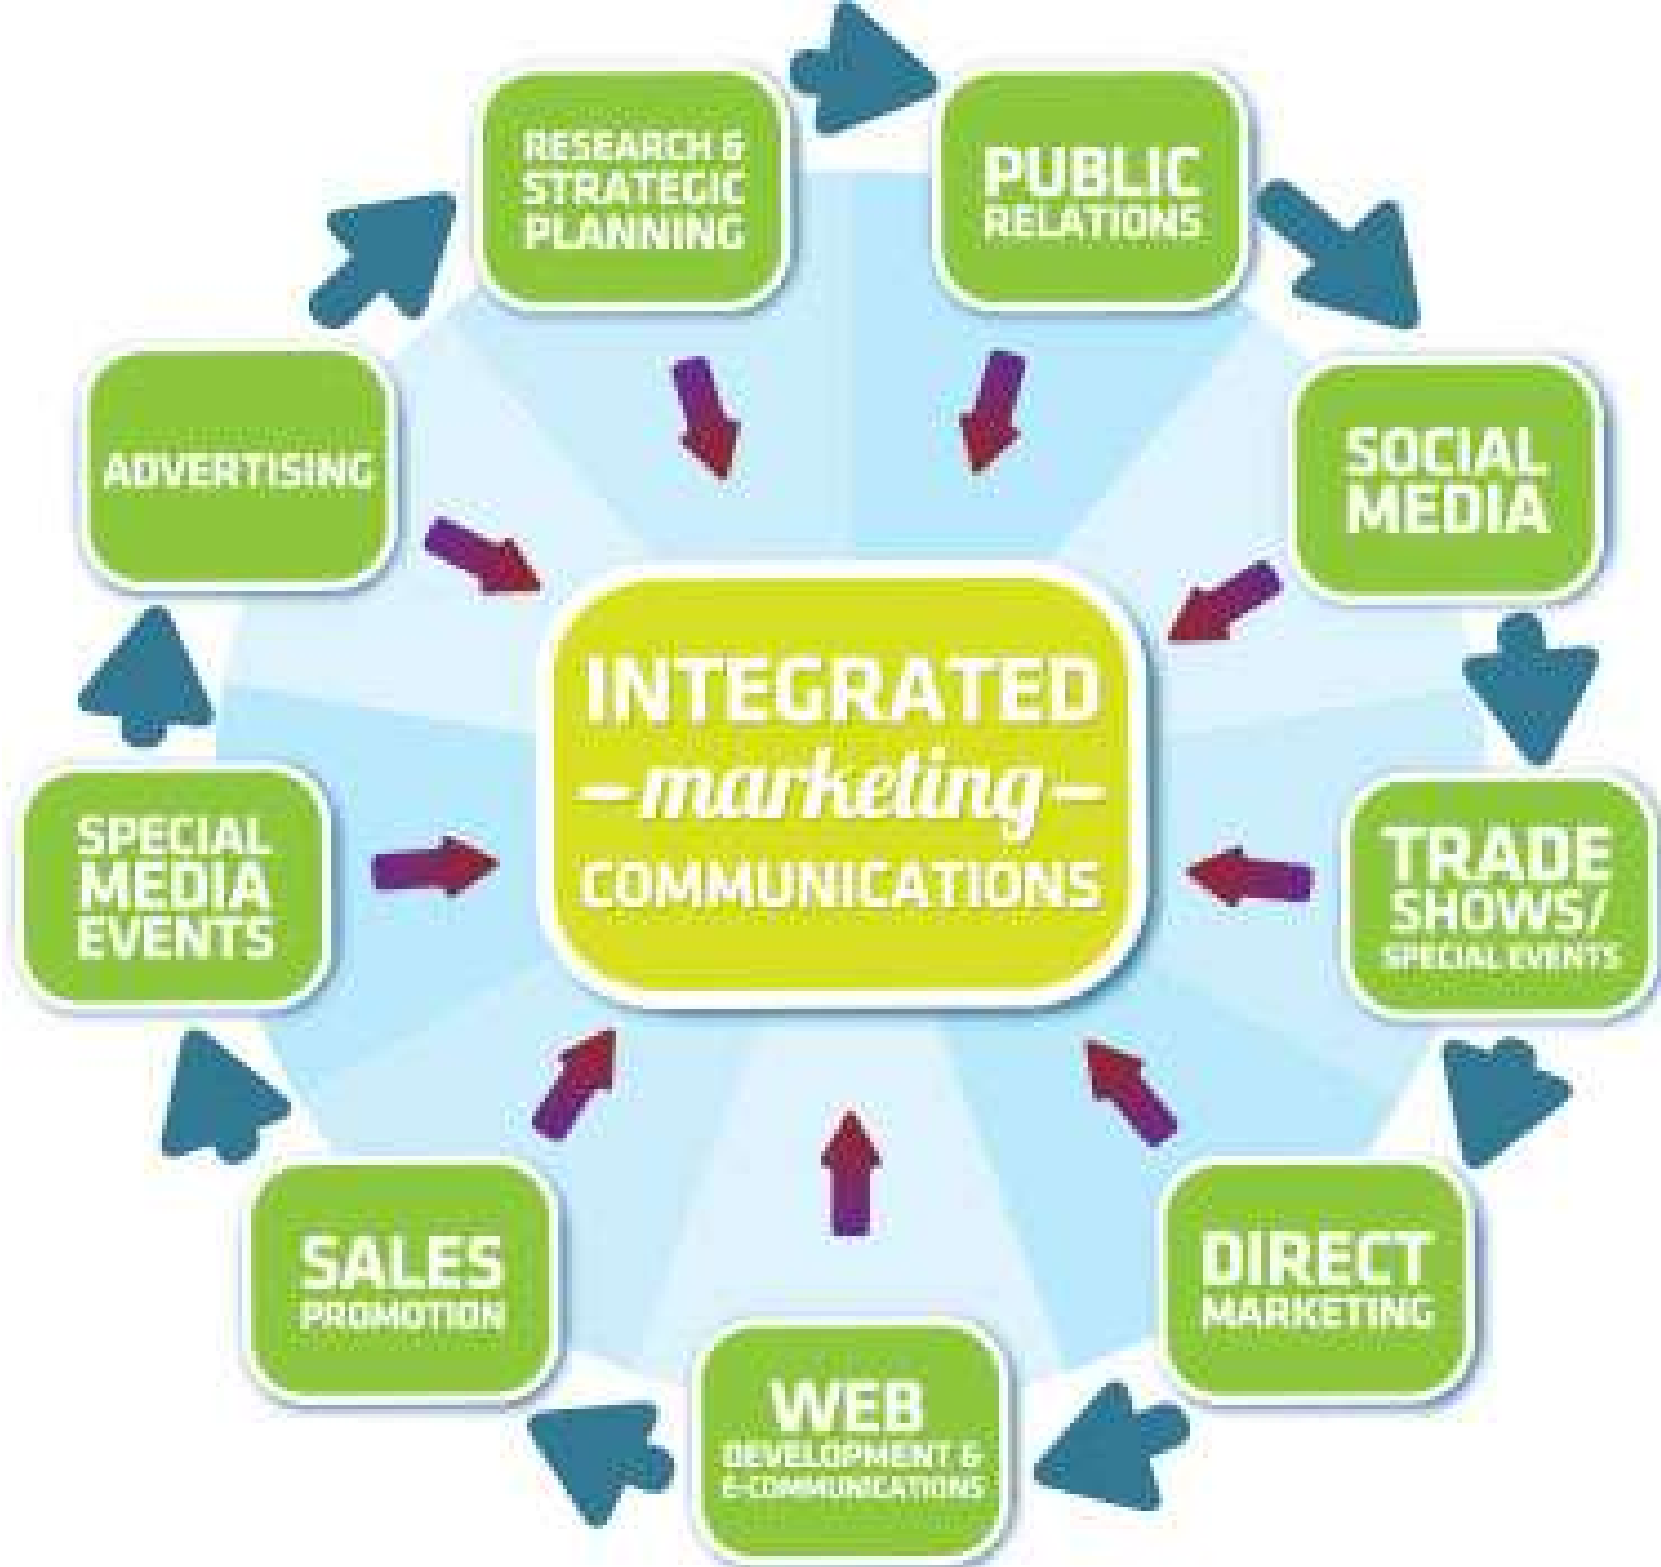 RESEARCH &
STRATEGIC
PLANNING
PUBLIC
RELATIONS
ADVERTISING
SOCIAL
MEDIA
INTEGRATED
marketing
COMMUNICATIONS
SPECIAL
MEDIA
EVENTS
TRADE
SHOWS/
SPECIAL EVENTS
SALES
PROMOTION
DIRECT
MARKETING
WEB
DEVELOPMENT &
E-COMMUNICATIONS